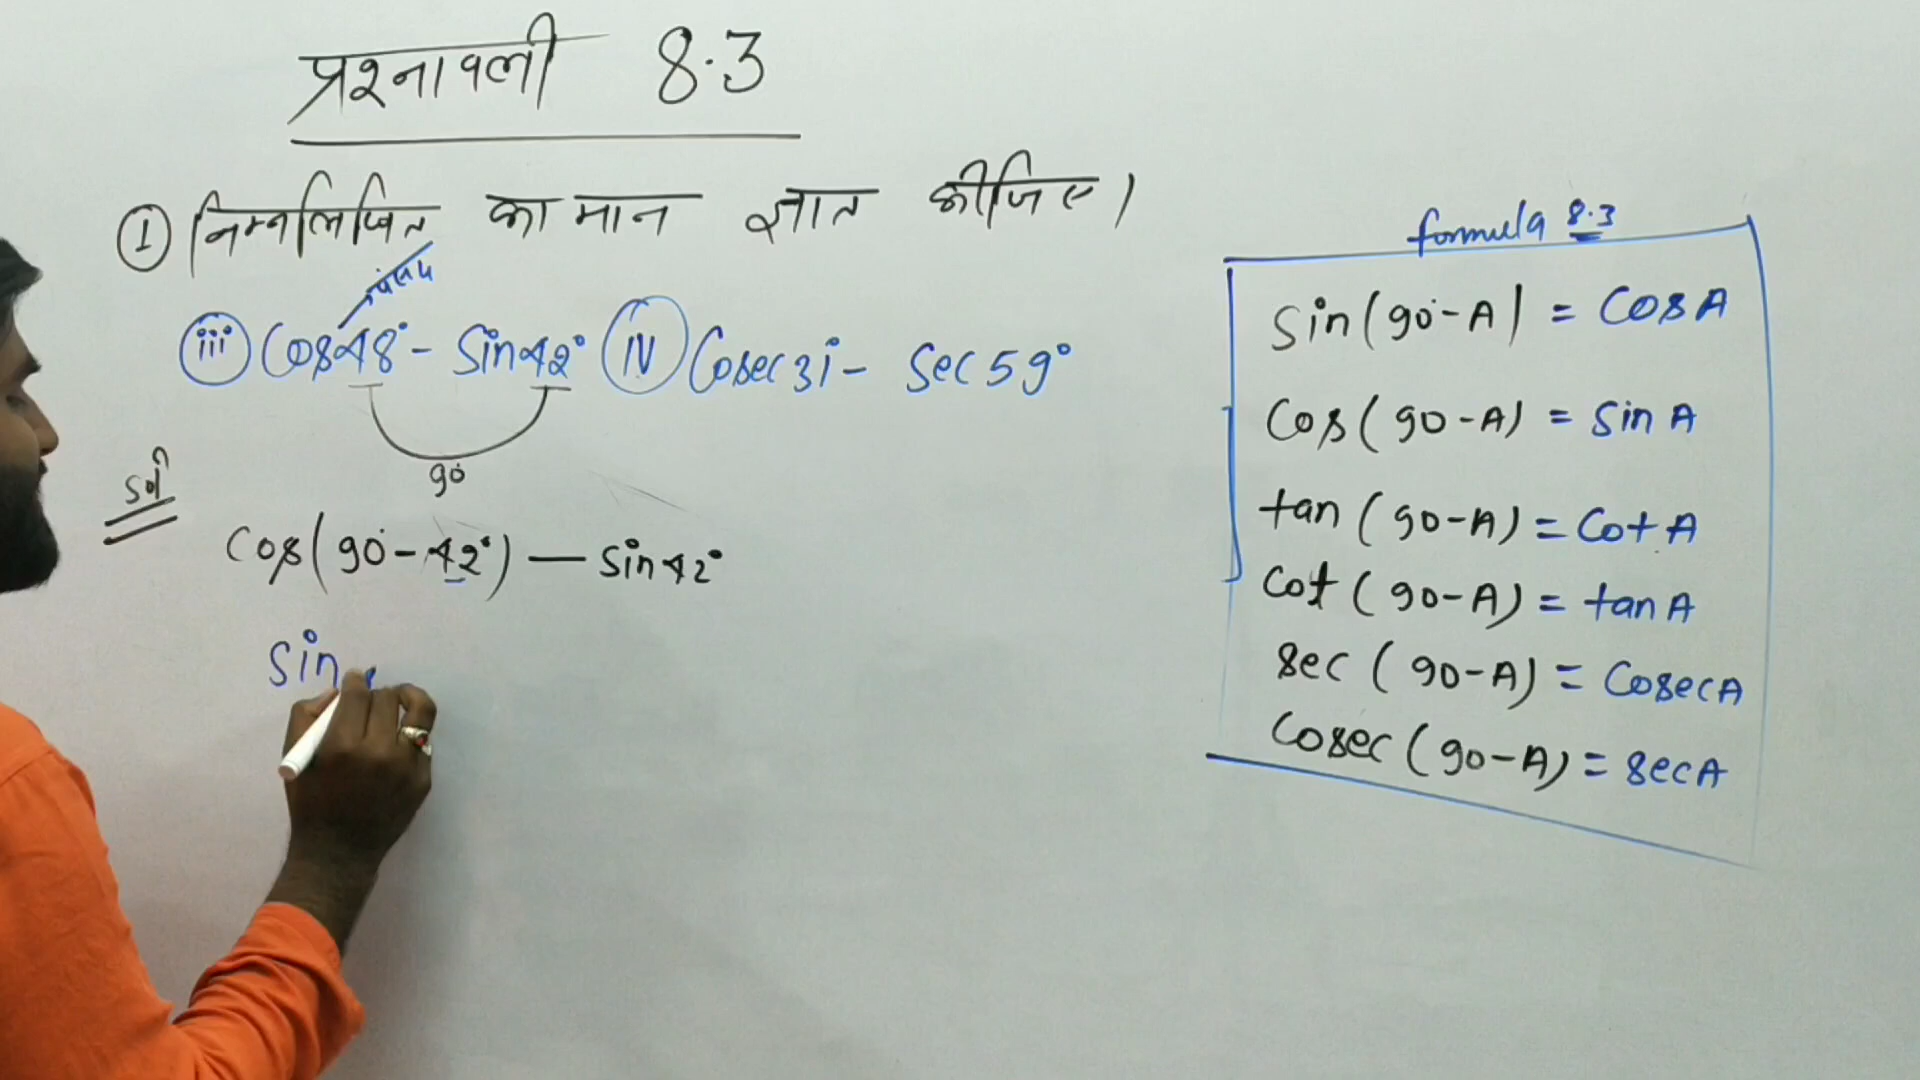 प्रश्नावली 8.3
① निम्नलिखित का मान ज्ञात कीजिए।
(iii) Cos48° - Sin42° (iv) Cosec31° - Sec59°
90°
Solⁿ
Cos(90°-42°) — Sin42°
Sin
formula 8.3
Sin(90°-A) = CosA
Cos(90-A) = Sin A
tan (90-A) = Cot A
Cot (90-A) = tan A
Sec (90-A) = CosecA
Cosec (90-A) = SecA